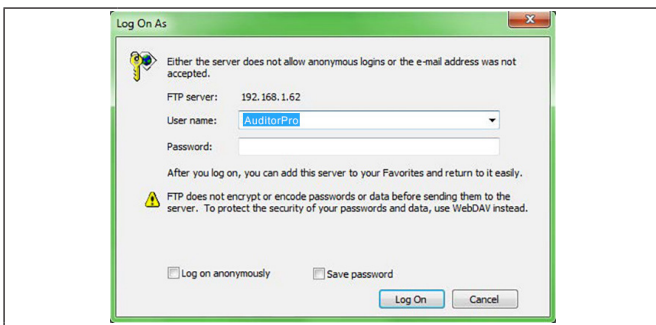 Log On As
Either the server does not allow anonymous logins or the e-mail address was not
accepted.
FTP server: 192.168.1.62
User name: AuditorPro
Password:
After you log on, you can add this server to your Favorites and return to it easily.
FTP does not encrypt or encode passwords or data before sending them to the
server. To protect the security of your passwords and data, use WebDAV instead.
Log on anonymously Save password
Log On Cancel